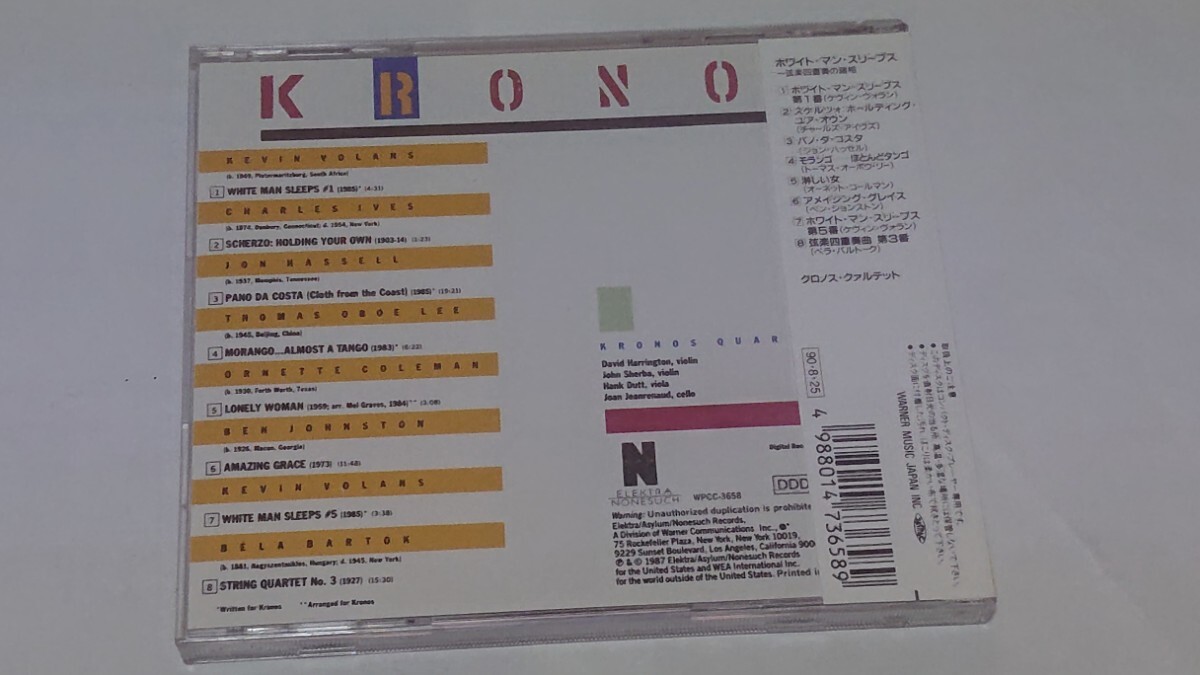 KRONO
KEVIN VOLANS
(b. 1949, Pietermaritzburg, South Africa)
1 WHITE MAN SLEEPS #1 (1985)* (4:31)
CHARLES IVES
(b. 1874, Danbury, Connecticut; d. 1954, New York)
2 SCHERZO: HOLDING YOUR OWN (1903-14) (1:23)
JON HASSELL
(b. 1937, Memphis, Tennessee)
3 PANO DA COSTA (Cloth from the Coast) (1985)*
THOMAS OBOE LEE
(b. 1945, Beijing, China)
4 MORANGO...ALMOST A TANGO (1983)*
ORNETTE COLEMAN
(b. 1930, Forth Worth, Texas)
5 LONELY WOMAN (1959; arr. Mel Graves, 1984)** (3:08)
BEN JOHNSTON
(b. 1926, Macon, Georgia)
6 AMAZING GRACE (1973) (11:48)
KEVIN VOLANS
7 WHITE MAN SLEEPS #5 (1985)* (3:38)
BÉLA BARTÓK
(b. 1881, Hungary; d. 1945, New York)
8 STRING QUARTET No. 3 (1927) (15:30)
*Written for Kronos **Arranged for Kronos
KRONOS QUAR
David Harrington, violin
John Sherba, violin
Hank Dutt, viola
Joan Jeanrenaud, cello
N
ELEKTRA
NONESUCH
WPCC-3658
Digital Rec
DDD
Warning: Unauthorized duplication is prohibite
Elektra/Asylum/Nonesuch Records,
A Division of Warner Communications Inc.,
75 Rockefeller Plaza, New York, New York 10019,
9229 Sunset Boulevard, Los Angeles, California 900
℗ & © 1987 Elektra/Asylum/Nonesuch Records
for the United States and WEA International Inc.
for the world outside of the United States. Printed i
ホワイト・マン・スリープス
―弦楽四重奏の諸相
1 ホワイト・マン・スリープス
第1番(ケヴィン・ヴォランズ)
2 スケルツォ ホールディング・
ユア・オウン
(チャールズ・アイヴズ)
3 パノ・ダ・コスタ
(ジョン・ハッセル)
4 モランゴ ほとんどタンゴ
(トーマス・オーボウ・リー)
5 淋しい女
(オーネット・コールマン)
6 アメイジング・グレイス
(ベン・ジョンストン)
7 ホワイト・マン・スリープス
第5番(ケヴィン・ヴォランズ)
8 弦楽四重奏曲 第3番
(ベラ・バルトーク)
クロノス・クァルテット
90・8・25
4 988014 736589
WARNER MUSIC JAPAN INC.
取扱上のご注意